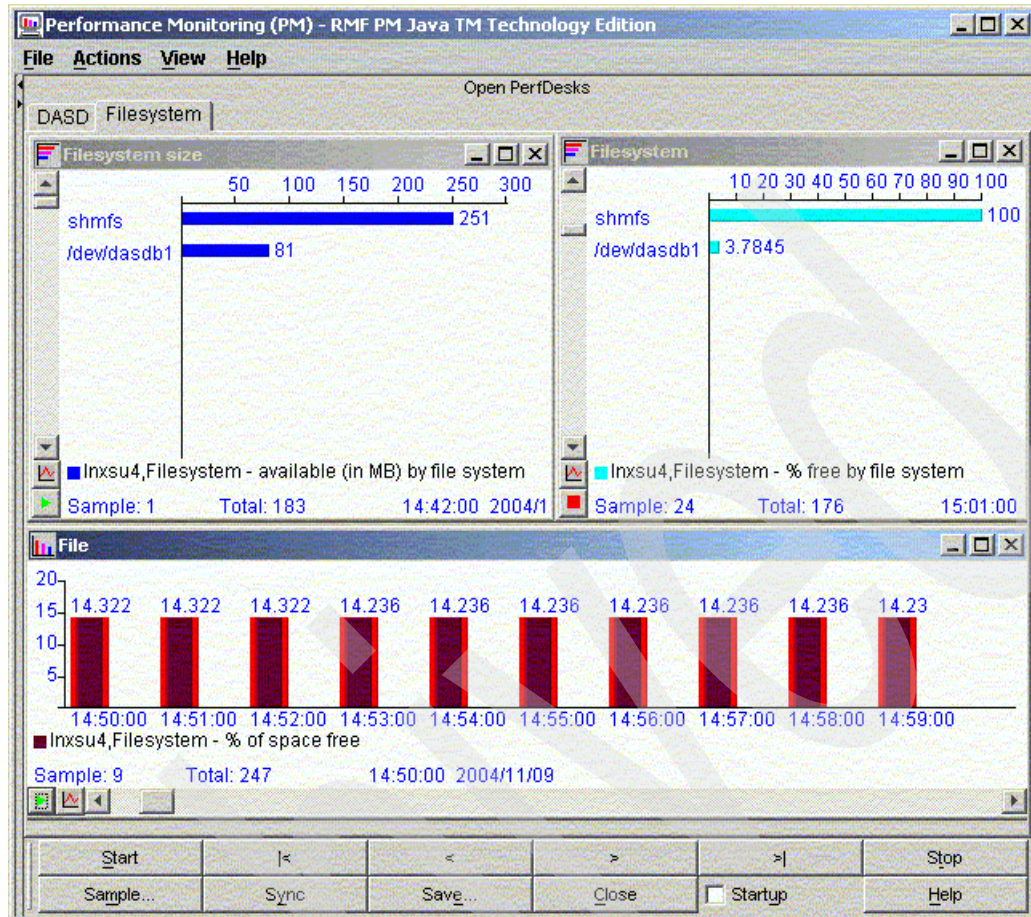 Performance Monitoring (PM) - RMF PM Java TM Technology Edition
File Actions View Help
Open PerfDesks
DASD Filesystem
Filesystem size
50 100 150 200 250 300
shmfs 251
/dev/dasdb1 81
lnxsu4,Filesystem - available (in MB) by file system
Sample: 1 Total: 183 14:42:00 2004/1
Filesystem
10 20 30 40 50 60 70 80 90 100
shmfs 100
/dev/dasdb1 3.7845
lnxsu4,Filesystem - % free by file system
Sample: 24 Total: 176 15:01:00
File
20
15
10
5
14.322 14.322 14.322 14.236 14.236 14.236 14.236 14.236 14.236 14.23
14:50:00 14:51:00 14:52:00 14:53:00 14:54:00 14:55:00 14:56:00 14:57:00 14:58:00 14:59:00
lnxsu4,Filesystem - % of space free
Sample: 9 Total: 247 14:50:00 2004/11/09
Start |< < > >| Stop
Sample... Sync Save... Close Startup Help